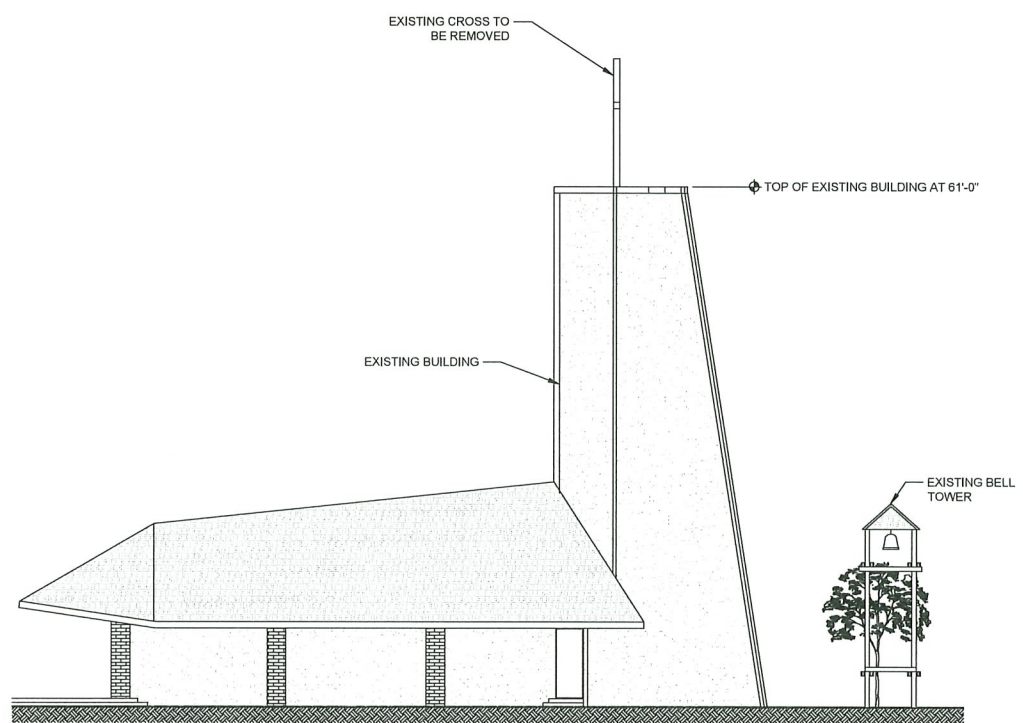 EXISTING CROSS TO
BE REMOVED
TOP OF EXISTING BUILDING AT 61'-0"
EXISTING BUILDING
EXISTING BELL
TOWER